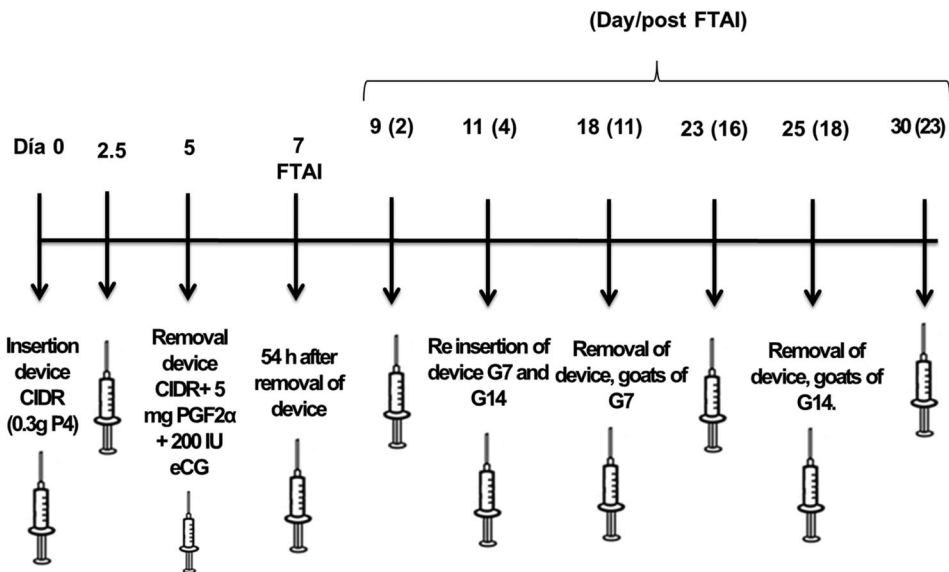 (Day/post FTAI)
Día 0
2.5
5
7
FTAI
9 (2)
11 (4)
18 (11)
23 (16)
25 (18)
30 (23)
Insertion
device
CIDR
(0.3g P4)
Removal
device
CIDR+ 5
mg PGF2α
+ 200 IU
eCG
54 h after
removal of
device
Re insertion of
device G7 and
G14
Removal of
device, goats of
G7
Removal of
device, goats of
G14.